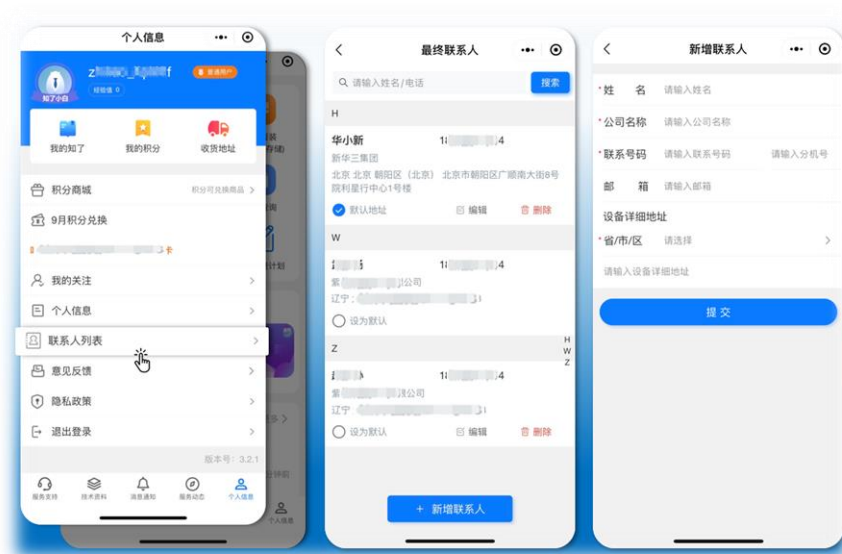 个人信息
普通用户
经验值 0
知了小白
我的知了
我的积分
收货地址
积分商城
积分可兑换商品
9月积分兑换
卡
我的关注
个人信息
联系人列表
意见反馈
隐私政策
退出登录
版本号：3.2.1
服务支持
技术资料
消息通知
服务动态
个人信息
个人信息
最终联系人
请输入姓名/电话
搜索
H
华小新
新华三集团
北京 北京 朝阳区（北京） 北京市朝阳区广顺南大街8号
院利星行中心1号楼
默认地址
编辑
删除
W
公司
辽宁
设为默认
Z
公司
辽宁
设为默认
编辑
删除
H
W
Z
+ 新增联系人
新增联系人
*姓 名 请输入姓名
*公司名称 请输入公司名称
*联系号码 请输入联系号码 请输入分机号
邮 箱 请输入邮箱
设备详细地址
*省/市/区 请选择
请输入设备详细地址
提交